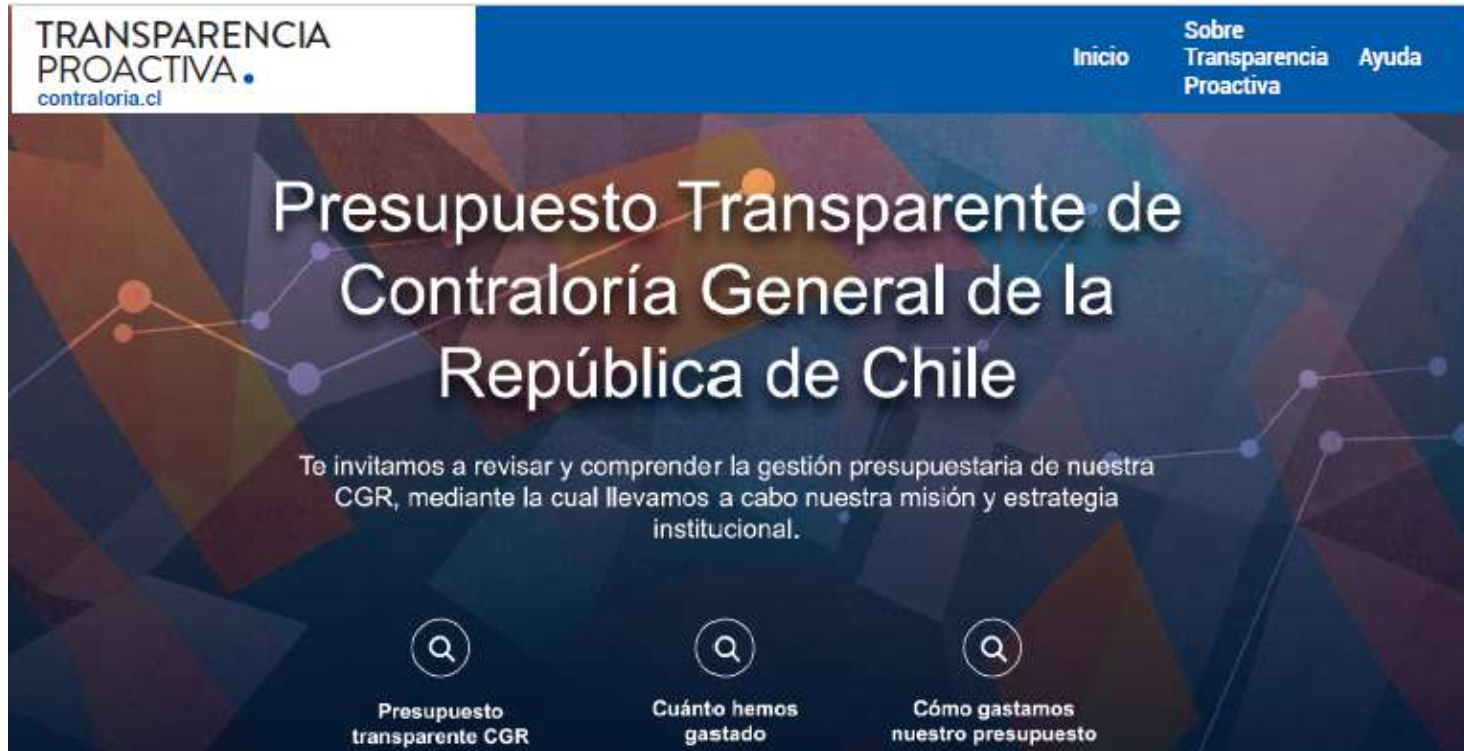 TRANSPARENCIA
PROACTIVA.
contraloria.cl
Inicio
Sobre
Transparencia
Proactiva
Ayuda
Presupuesto Transparente de
Contraloría General de la
República de Chile
Te invitamos a revisar y comprender la gestión presupuestaria de nuestra
CGR, mediante la cual llevamos a cabo nuestra misión y estrategia
institucional.
Presupuesto
transparente CGR
Cuánto hemos
gastado
Cómo gastamos
nuestro presupuesto